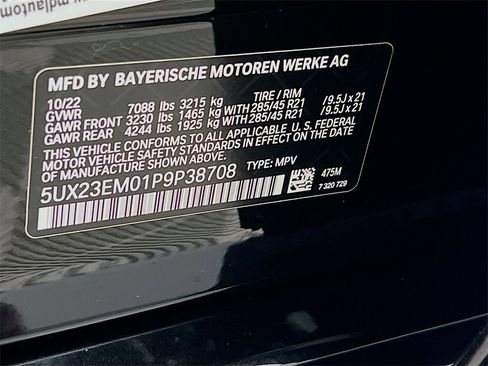 www.mdlautom
MFD BY BAYERISCHE MOTOREN WERKE AG
10/22 7088 lbs 3215 kg TIRE / RIM
GVWR
GAWR FRONT 3230 lbs 1465 kg WITH 285/45 R21 /9.5J x 21
GAWR REAR 4244 lbs 1925 kg WITH 285/45 R21 /9.5J x 21
THIS VEHICLE CONFORMS TO ALL APPLICABLE U.S. FEDERAL
MOTOR VEHICLE SAFETY STANDARDS IN EFFECT ON THE DATE
OF MANUFACTURE SHOWN ABOVE.
5UX23EM01P9P38708 TYPE: MPV
475M
7 320 729